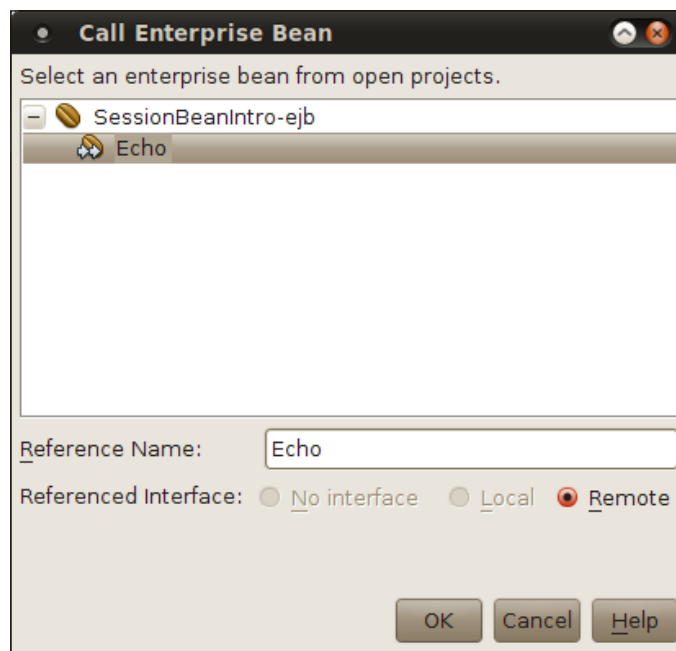 Call Enterprise Bean
Select an enterprise bean from open projects.
SessionBeanIntro-ejb
Echo
Reference Name: Echo
Referenced Interface: No interface Local Remote
OK Cancel Help